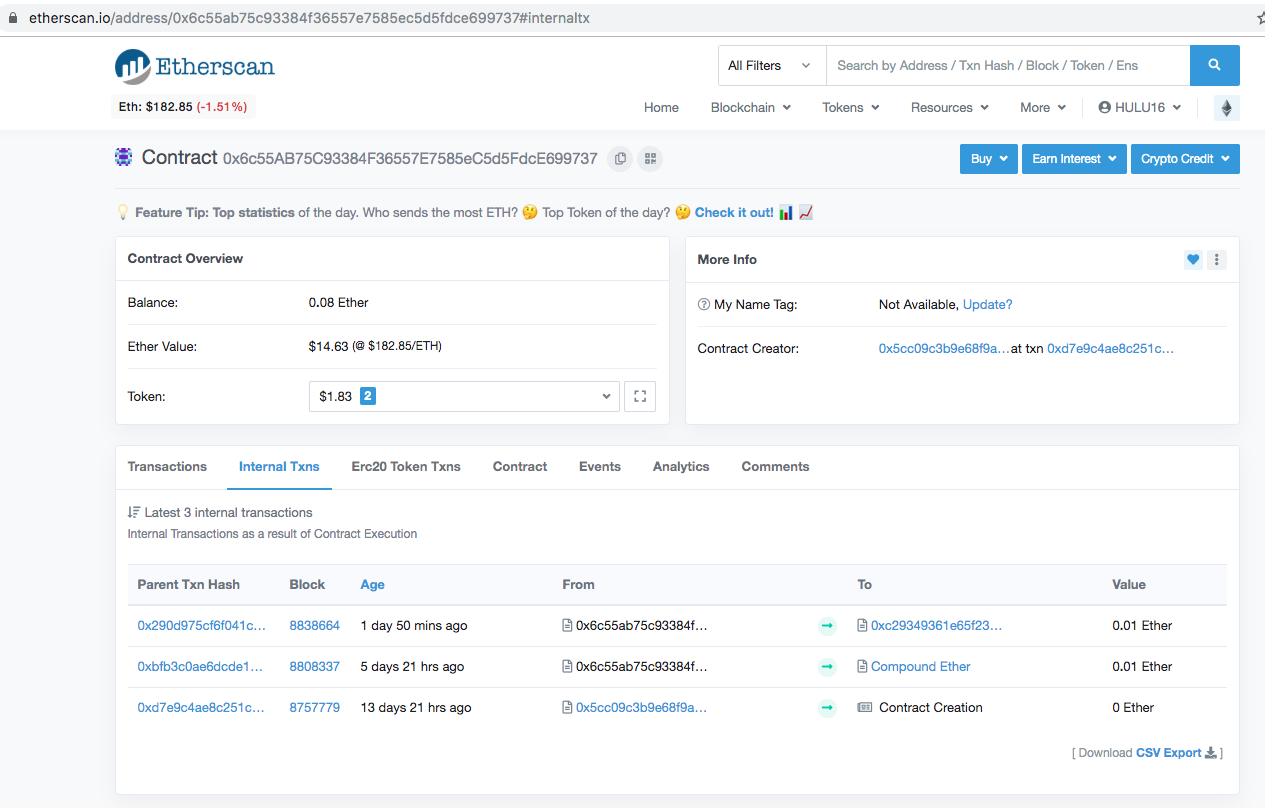 etherscan.io/address/0x6c55ab75c93384f36557e7585ec5d5fdce699737#internaltx
Etherscan
All Filters
Search by Address / Txn Hash / Block / Token / Ens
Eth: $182.85 (-1.51%)
Home Blockchain Tokens Resources More HULU16
Contract 0x6c55AB75C93384F36557E7585eC5d5FdcE699737
Buy Earn Interest Crypto Credit
Feature Tip: Top statistics of the day. Who sends the most ETH? 🤔 Top Token of the day? 🤔 Check it out!
Contract Overview
Balance: 0.08 Ether
Ether Value: $14.63 (@ $182.85/ETH)
Token: $1.83 2
More Info
My Name Tag: Not Available, Update?
Contract Creator: 0x5cc09c3b9e68f9a... at txn 0xd7e9c4ae8c251c...
Transactions Internal Txns Erc20 Token Txns Contract Events Analytics Comments
Latest 3 internal transactions
Internal Transactions as a result of Contract Execution
Parent Txn Hash Block Age From To Value
0x290d975cf6f041c... 8838664 1 day 50 mins ago 0x6c55ab75c93384f... 0xc29349361e65f23... 0.01 Ether
0xbfb3c0ae6dcde1... 8808337 5 days 21 hrs ago 0x6c55ab75c93384f... Compound Ether 0.01 Ether
0xd7e9c4ae8c251c... 8757779 13 days 21 hrs ago 0x5cc09c3b9e68f9a... Contract Creation 0 Ether
[ Download CSV Export ]